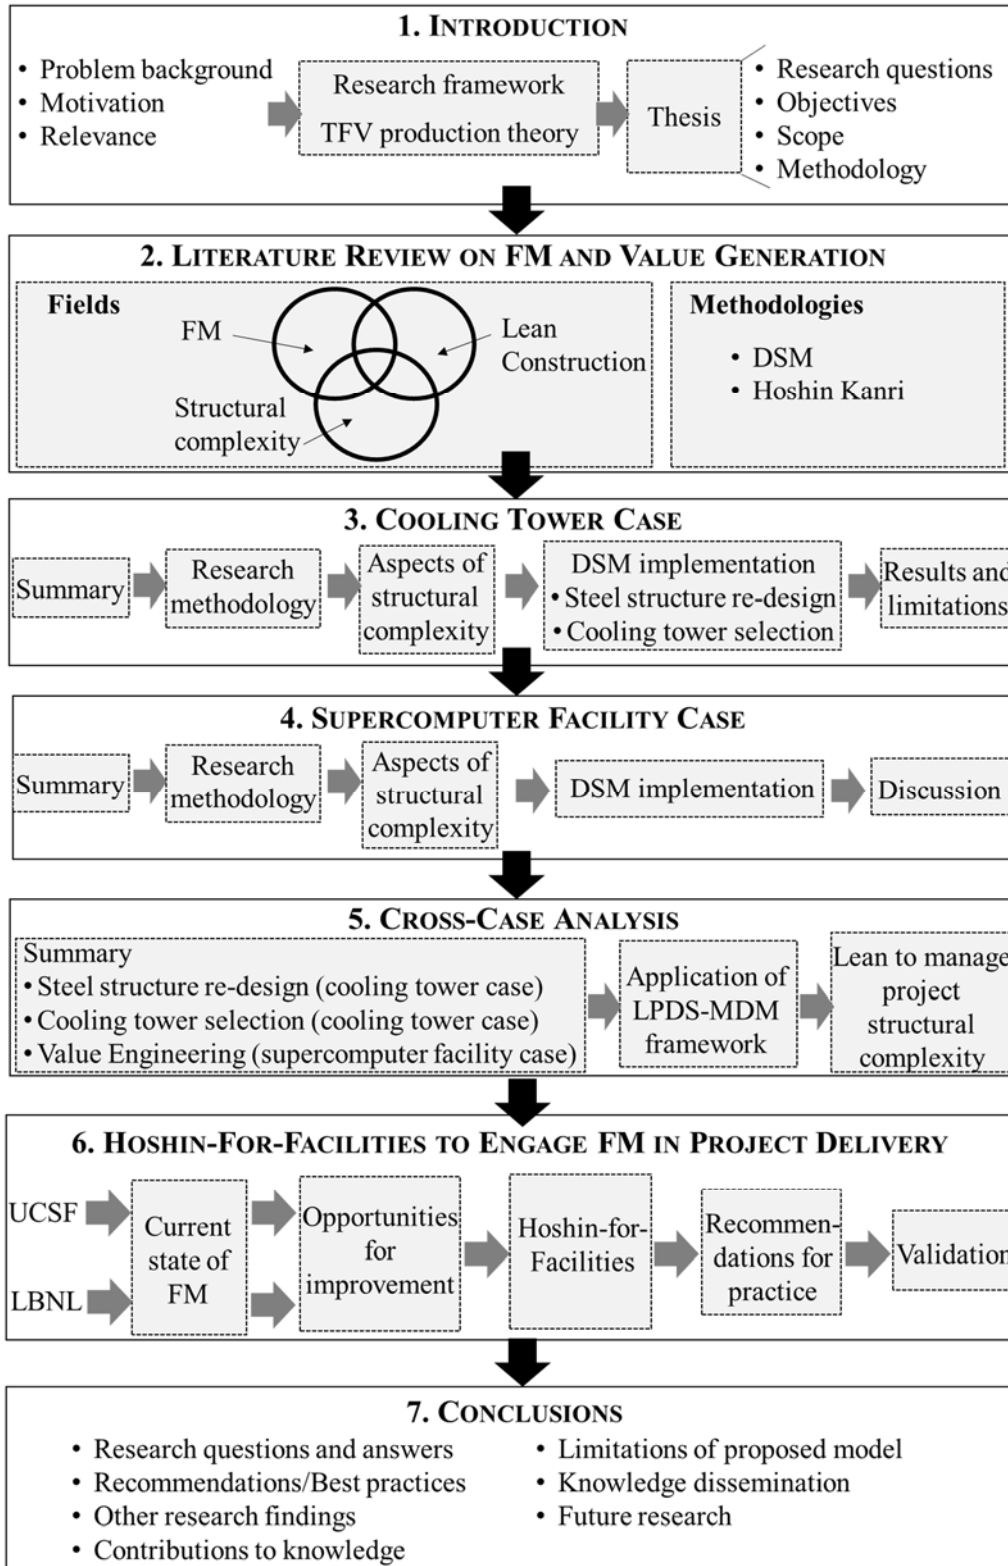 1. INTRODUCTION
• Problem background
• Motivation
• Relevance
Research framework
TFV production theory
Thesis
• Research questions
• Objectives
• Scope
• Methodology
2. LITERATURE REVIEW ON FM AND VALUE GENERATION
Fields
FM
Lean
Construction
Structural
complexity
Methodologies
• DSM
• Hoshin Kanri
3. COOLING TOWER CASE
Summary
Research
methodology
Aspects of
structural
complexity
DSM implementation
• Steel structure re-design
• Cooling tower selection
Results and
limitations
4. SUPERCOMPUTER FACILITY CASE
Summary
Research
methodology
Aspects of
structural
complexity
DSM implementation
Discussion
5. CROSS-CASE ANALYSIS
Summary
• Steel structure re-design (cooling tower case)
• Cooling tower selection (cooling tower case)
• Value Engineering (supercomputer facility case)
Application of
LPDS-MDM
framework
Lean to manage
project
structural
complexity
6. HOSHIN-FOR-FACILITIES TO ENGAGE FM IN PROJECT DELIVERY
UCSF
LBNL
Current
state of
FM
Opportunities
for
improvement
Hoshin-for-
Facilities
Recommen-
dations for
practice
Validation
7. CONCLUSIONS
• Research questions and answers
• Recommendations/Best practices
• Other research findings
• Contributions to knowledge
• Limitations of proposed model
• Knowledge dissemination
• Future research